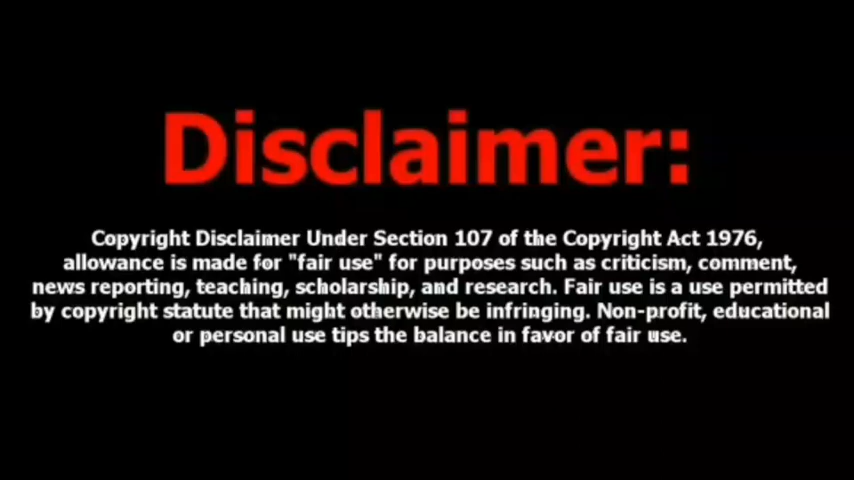 Disclaimer:
Copyright Disclaimer Under Section 107 of the Copyright Act 1976,
allowance is made for "fair use" for purposes such as criticism, comment,
news reporting, teaching, scholarship, and research. Fair use is a use permitted
by copyright statute that might otherwise be infringing. Non-profit, educational
or personal use tips the balance in favor of fair use.